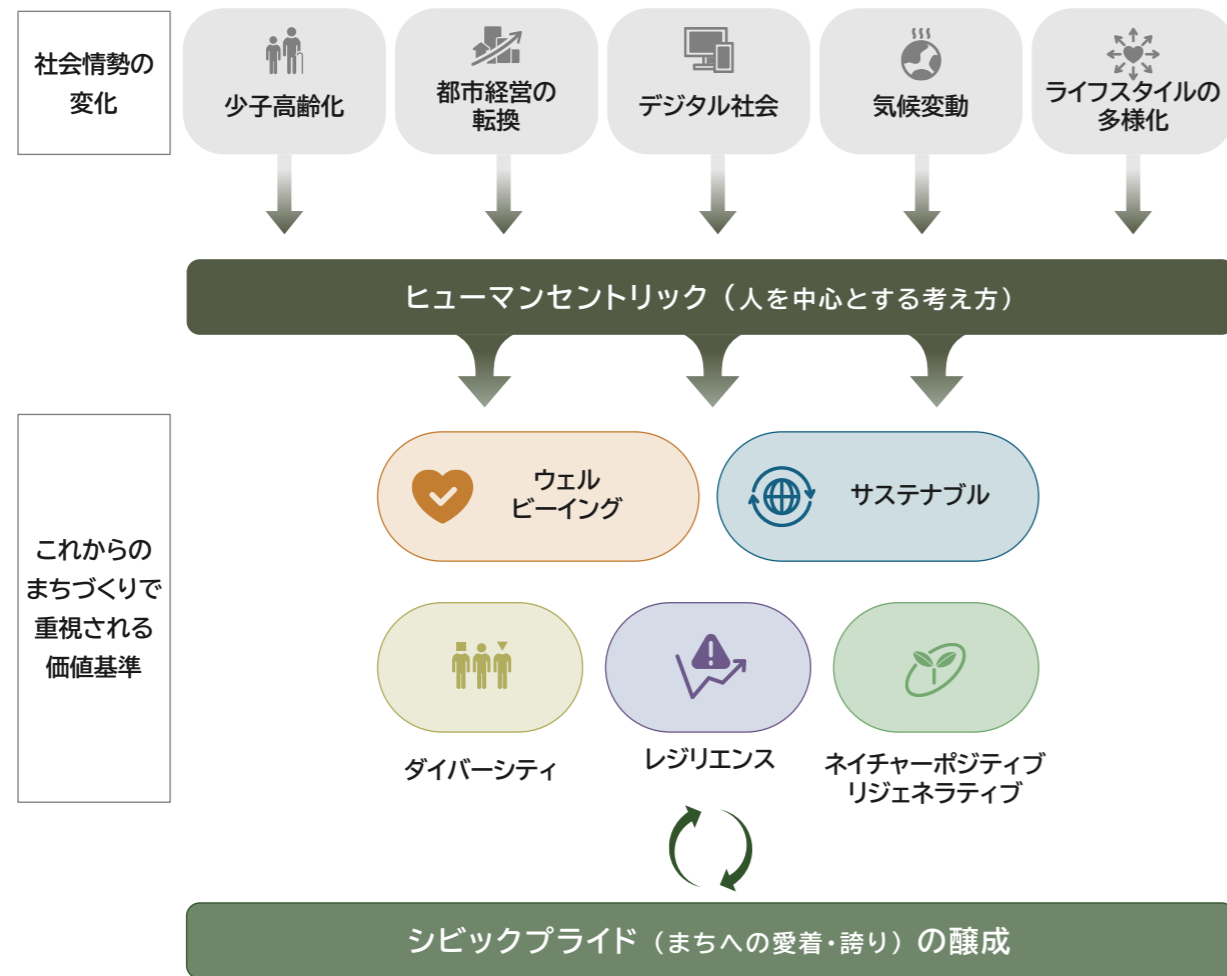 社会情勢の
変化
少子高齢化
都市経営の
転換
デジタル社会
気候変動
ライフスタイルの
多様化
ヒューマンセントリック（人を中心とする考え方）
これからの
まちづくりで
重視される
価値基準
ウェル
ビーイング
サステナブル
ダイバーシティ
レジリエンス
ネイチャーポジティブ
リジェネラティブ
シビックプライド（まちへの愛着・誇り）の醸成